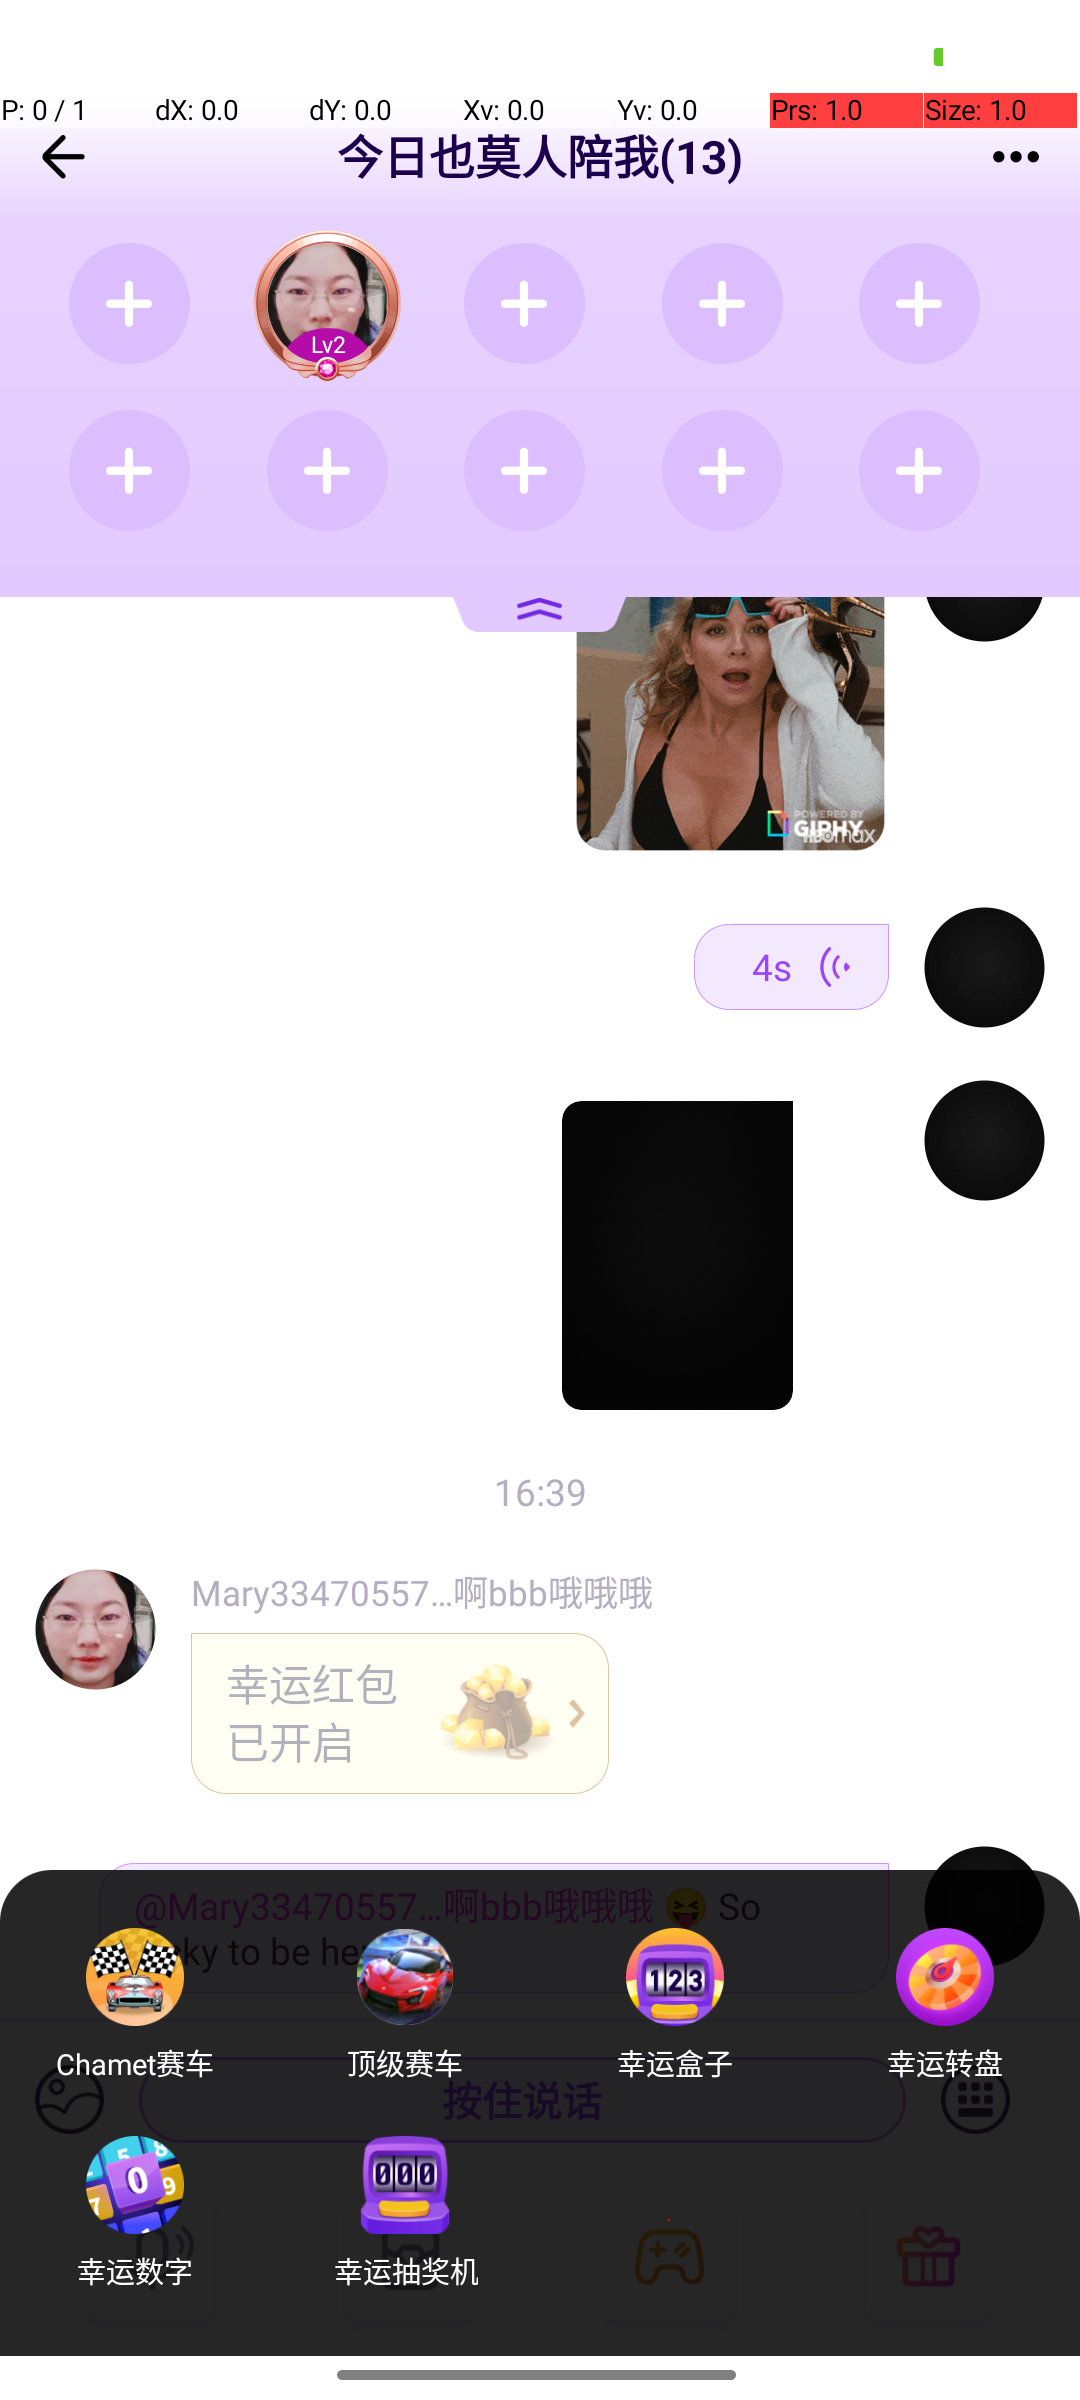 P: 0 / 1 dX: 0.0 dY: 0.0 Xv: 0.0 Yv: 0.0 Prs: 1.0 Size: 1.0
今日也莫人陪我(13)
Lv2
POWERED BY
GIPHY
4s
16:39
Mary33470557...啊bbb哦哦哦
幸运红包
已开启
@Mary33470557...啊bbb哦哦哦 😝 So
ky to be he
Chamet赛车 顶级赛车 幸运盒子 幸运转盘
按住说话
幸运数字 幸运抽奖机